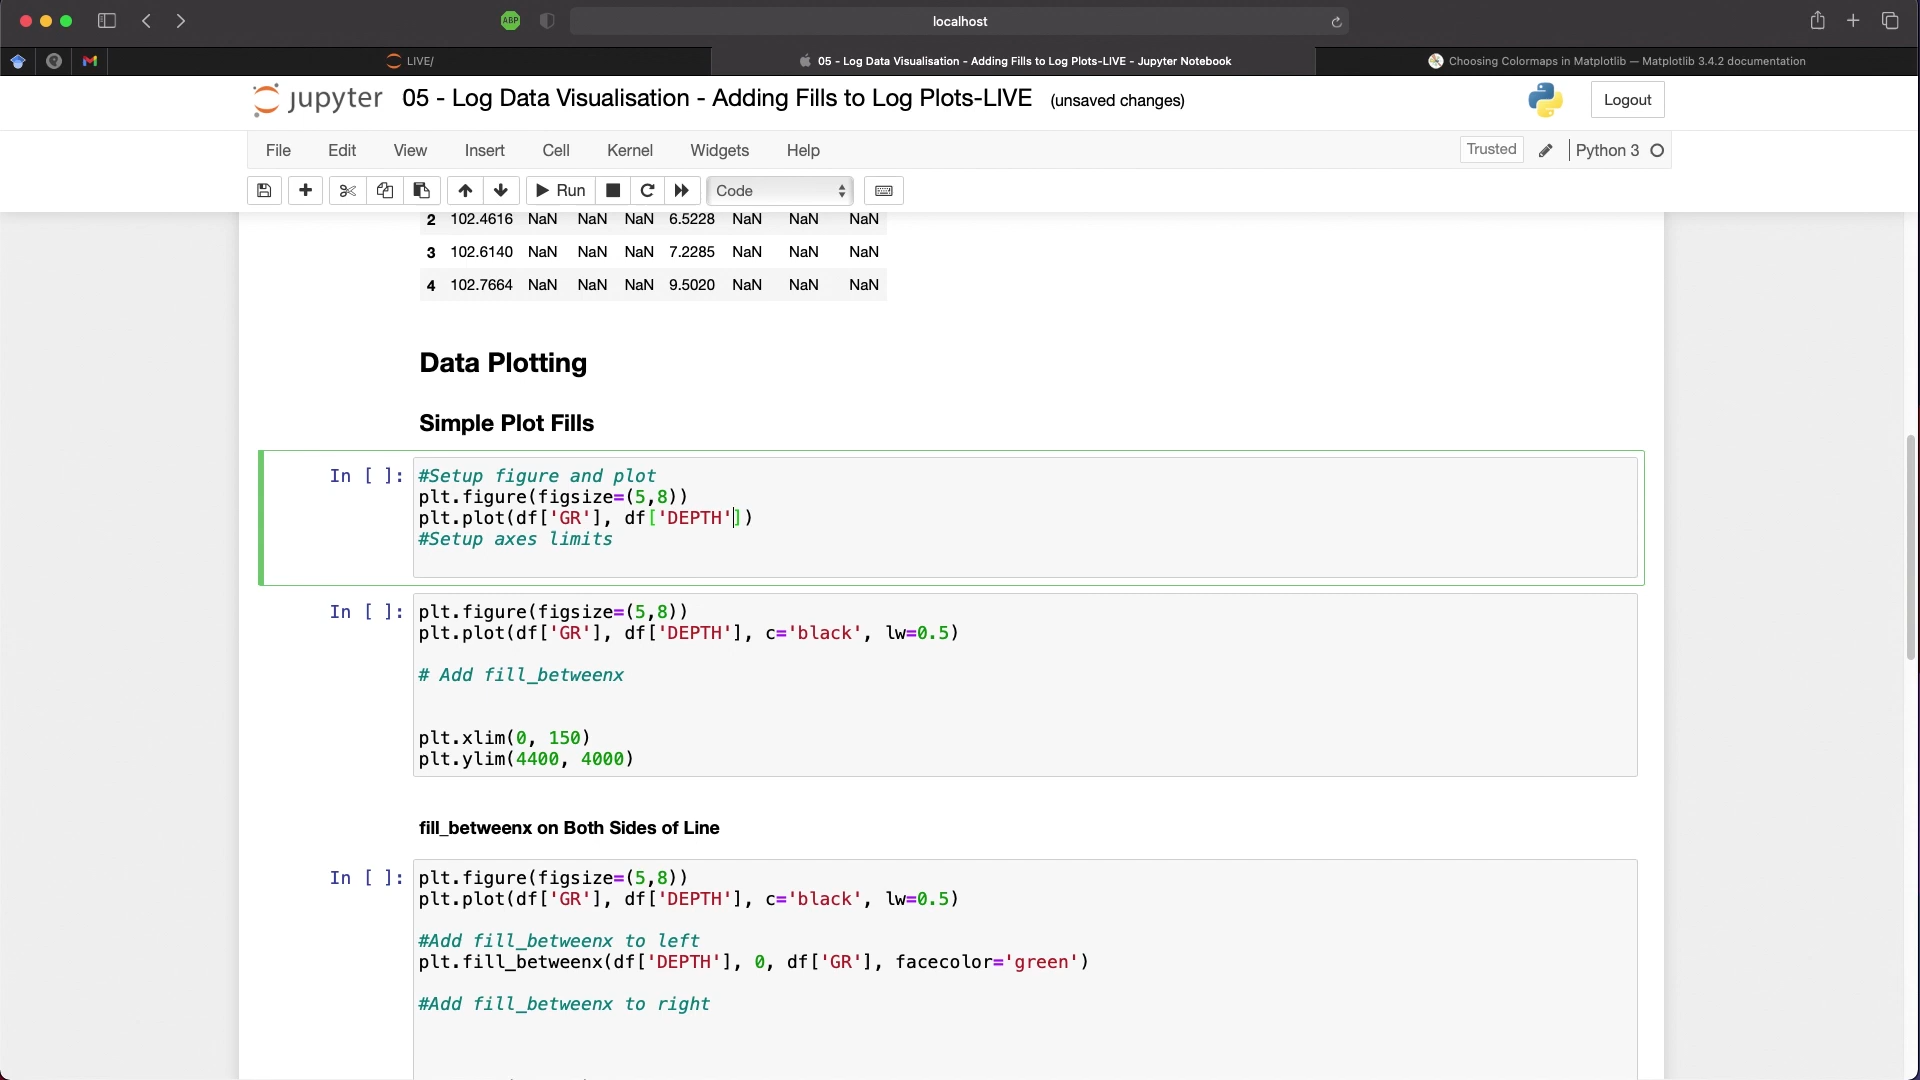 localhost
ABP
LIVE/
05 - Log Data Visualisation - Adding Fills to Log Plots-LIVE - Jupyter Notebook
Choosing Colormaps in Matplotlib — Matplotlib 3.4.2 documentation
jupyter 05 - Log Data Visualisation - Adding Fills to Log Plots-LIVE (unsaved changes)
Logout
File Edit View Insert Cell Kernel Widgets Help
Trusted Python 3
Run Code
2 102.4616 NaN NaN NaN 6.5228 NaN NaN NaN
3 102.6140 NaN NaN NaN 7.2285 NaN NaN NaN
4 102.7664 NaN NaN NaN 9.5020 NaN NaN NaN
Data Plotting
Simple Plot Fills
In [ ]: #Setup figure and plot
plt.figure(figsize=(5,8))
plt.plot(df['GR'], df['DEPTH'])
#Setup axes limits
In [ ]: plt.figure(figsize=(5,8))
plt.plot(df['GR'], df['DEPTH'], c='black', lw=0.5)
# Add fill_betweenx
plt.xlim(0, 150)
plt.ylim(4400, 4000)
fill_betweenx on Both Sides of Line
In [ ]: plt.figure(figsize=(5,8))
plt.plot(df['GR'], df['DEPTH'], c='black', lw=0.5)
#Add fill_betweenx to left
plt.fill_betweenx(df['DEPTH'], 0, df['GR'], facecolor='green')
#Add fill_betweenx to right